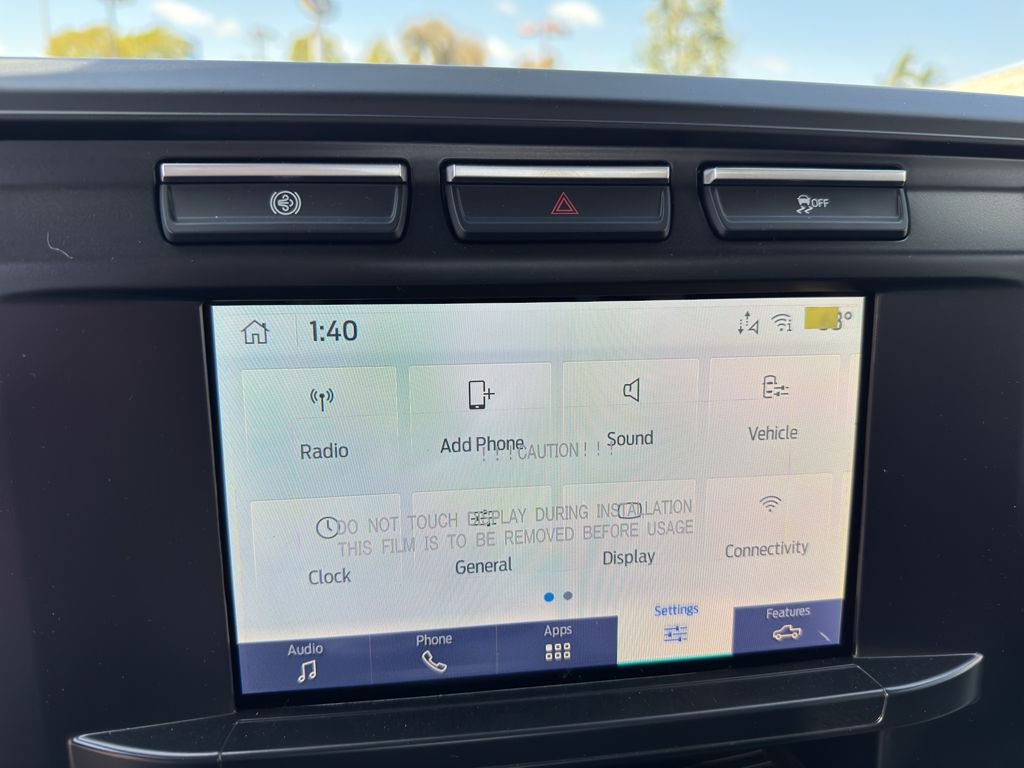 OFF
1:40
Radio
Add Phone
Sound
Vehicle
!!!CAUTION!!!
DO NOT TOUCH DISPLAY DURING INSTALLATION
THIS FILM IS TO BE REMOVED BEFORE USAGE
Clock
General
Display
Connectivity
Audio
Phone
Apps
Settings
Features